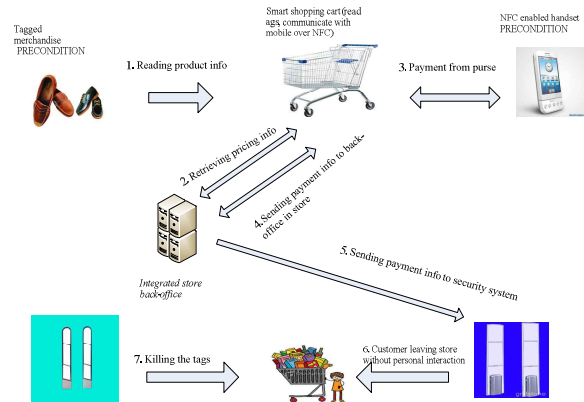 Tagged
merchandise
PRECONDITION
Smart shopping cart(read
ags, communicate with
mobile over NFC)
NFC enabled handset
PRECONDITION
1. Reading product info
3. Payment from purse
2. Retrieving pricing info
4.Sending payment info to back-
office in store
Integrated store
back-office
5. Sending payment info to security system
7. Killing the tags
6. Customer leaving store
without personal interaction